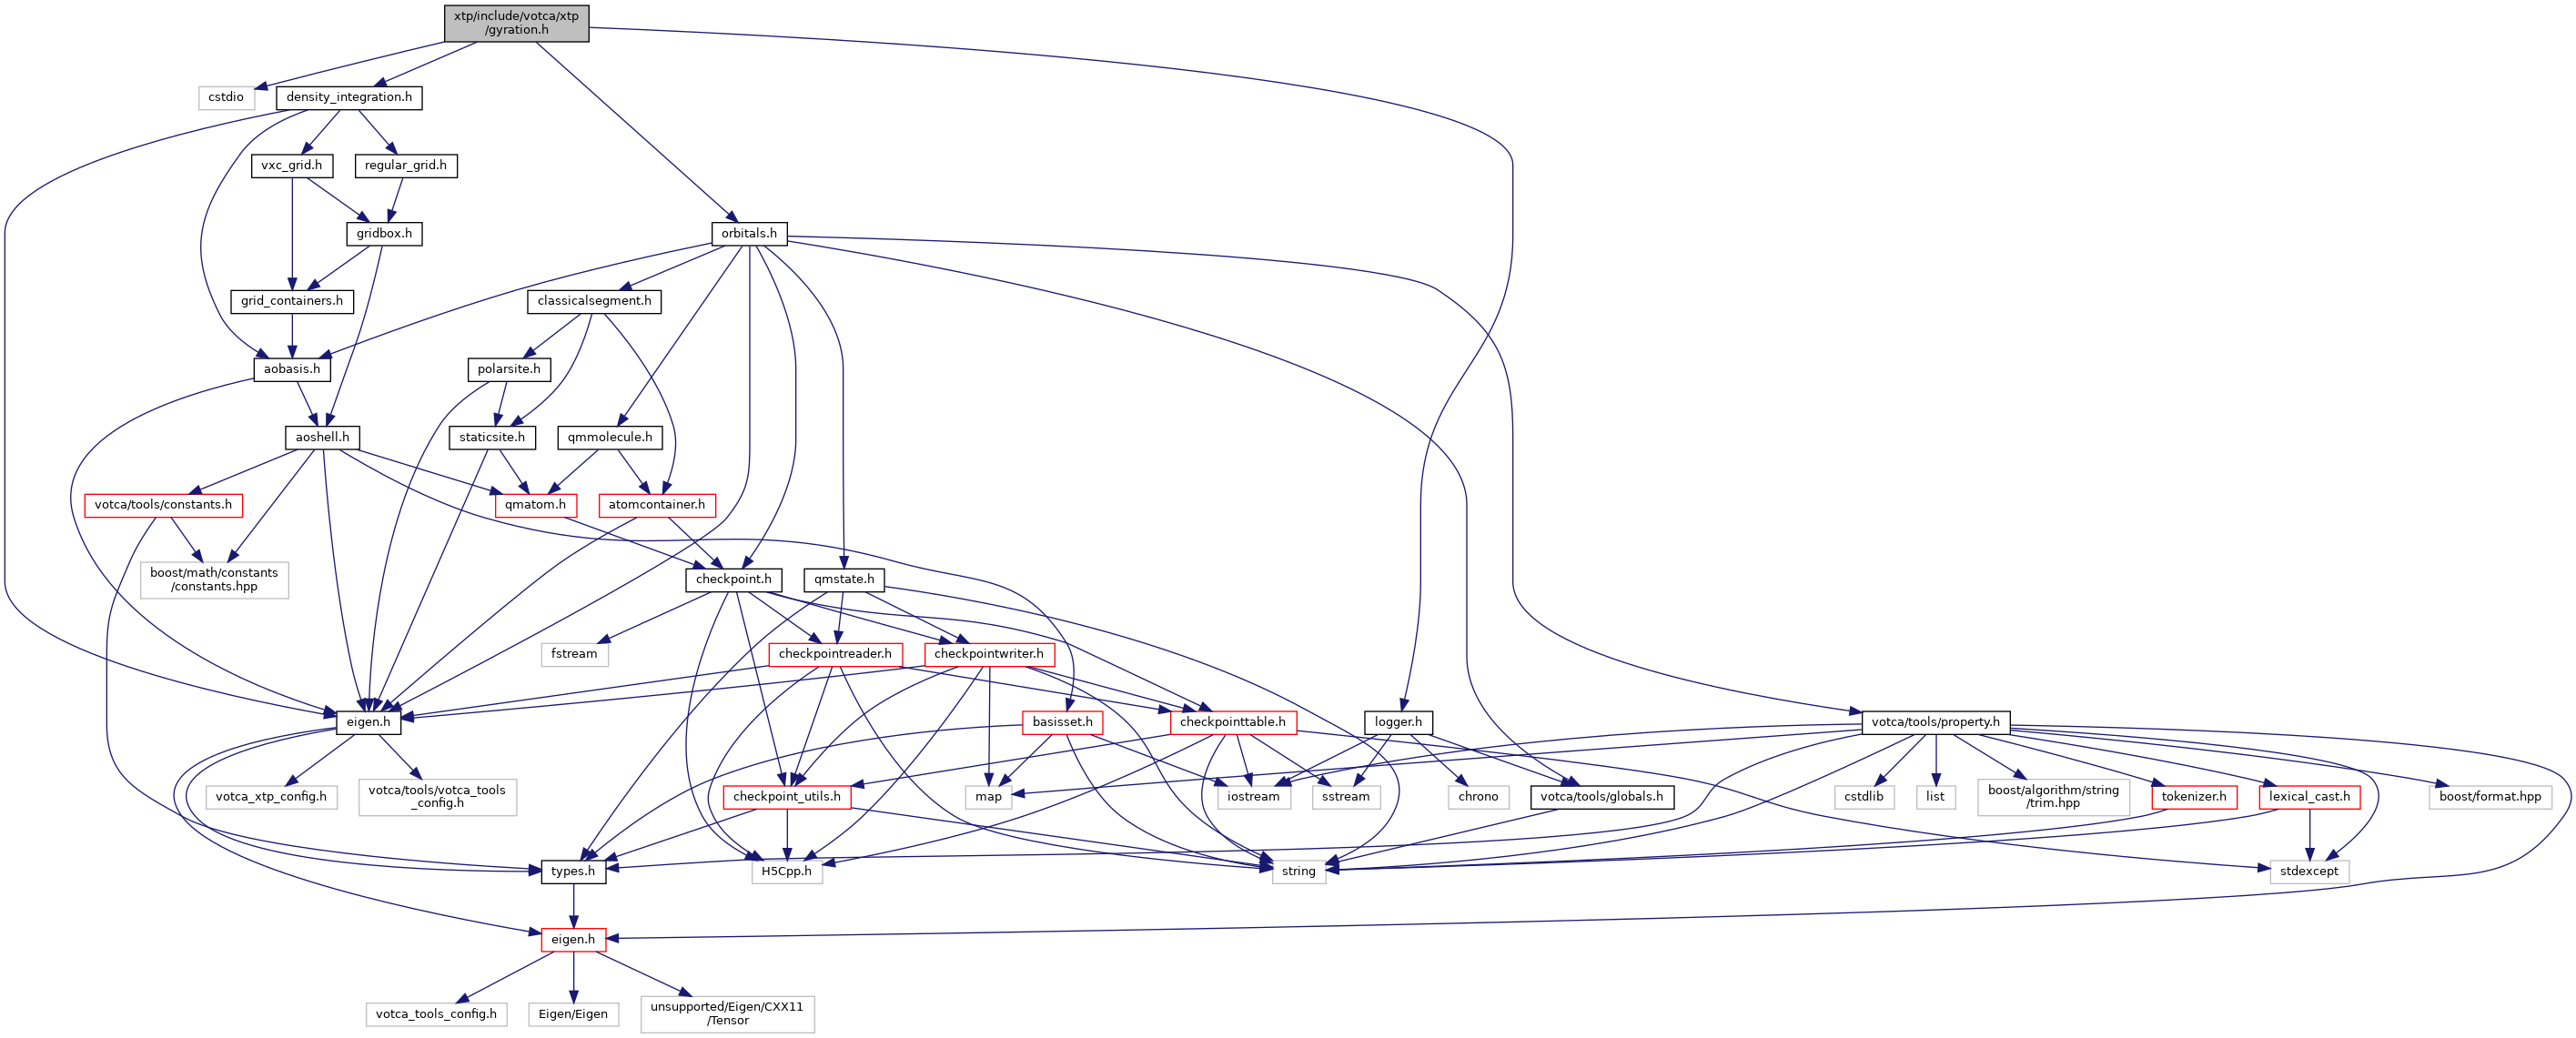 xtp/include/votca/xtp
/gyration.h
cstdio
density_integration.h
vxc_grid.h
regular_grid.h
orbitals.h
gridbox.h
grid_containers.h
classicalsegment.h
aobasis.h
polarsite.h
aoshell.h
staticsite.h
qmmolecule.h
votca/tools/constants.h
qmatom.h
atomcontainer.h
boost/math/constants
/constants.hpp
checkpoint.h
qmstate.h
fstream
checkpointreader.h
checkpointwriter.h
eigen.h
basisset.h
checkpointtable.h
logger.h
votca/tools/property.h
votca_xtp_config.h
votca/tools/votca_tools
_config.h
checkpoint_utils.h
map
iostream
sstream
chrono
votca/tools/globals.h
cstdlib
list
boost/algorithm/string
/trim.hpp
tokenizer.h
lexical_cast.h
boost/format.hpp
types.h
H5Cpp.h
string
stdexcept
eigen.h
votca_tools_config.h
Eigen/Eigen
unsupported/Eigen/CXX11
/Tensor